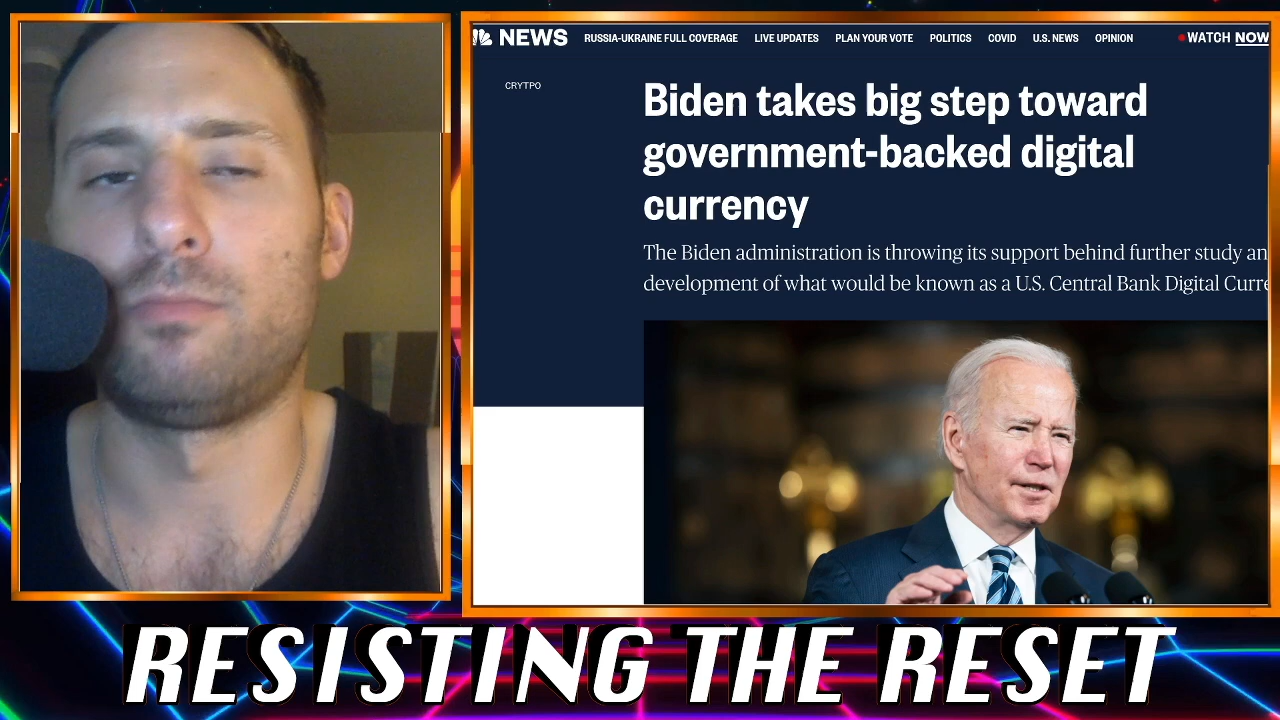 NEWS RUSSIA-UKRAINE FULL COVERAGE LIVE UPDATES PLAN YOUR VOTE POLITICS COVID U.S. NEWS OPINION WATCH NOW
CRYTPO
Biden takes big step toward
government-backed digital
currency
The Biden administration is throwing its support behind further study an
development of what would be known as a U.S. Central Bank Digital Curre
RESISTING THE RESET